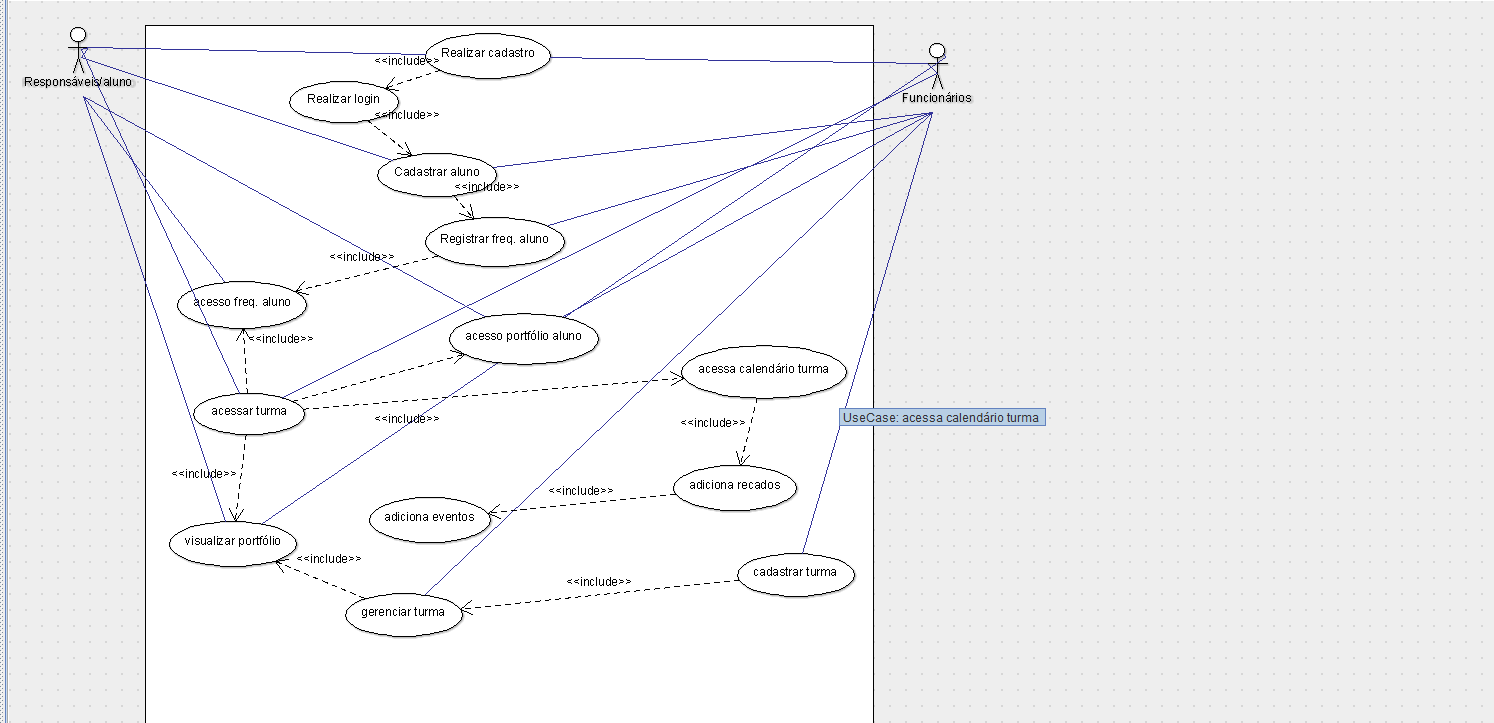 Realizar cadastro
<<include>>
Responsáveis/aluno
Realizar login
Funcionários
<<include>>
Cadastrar aluno
<<include>>
Registrar freq. aluno
<<include>>
acesso freq. aluno
<<include>>
acesso portfólio aluno
acessa calendário turma
acessar turma
<<include>>
<<include>>
UseCase: acessa calendário turma
<<include>>
adiciona recados
<<include>>
adiciona eventos
visualizar portfólio
<<include>>
cadastrar turma
<<include>>
gerenciar turma